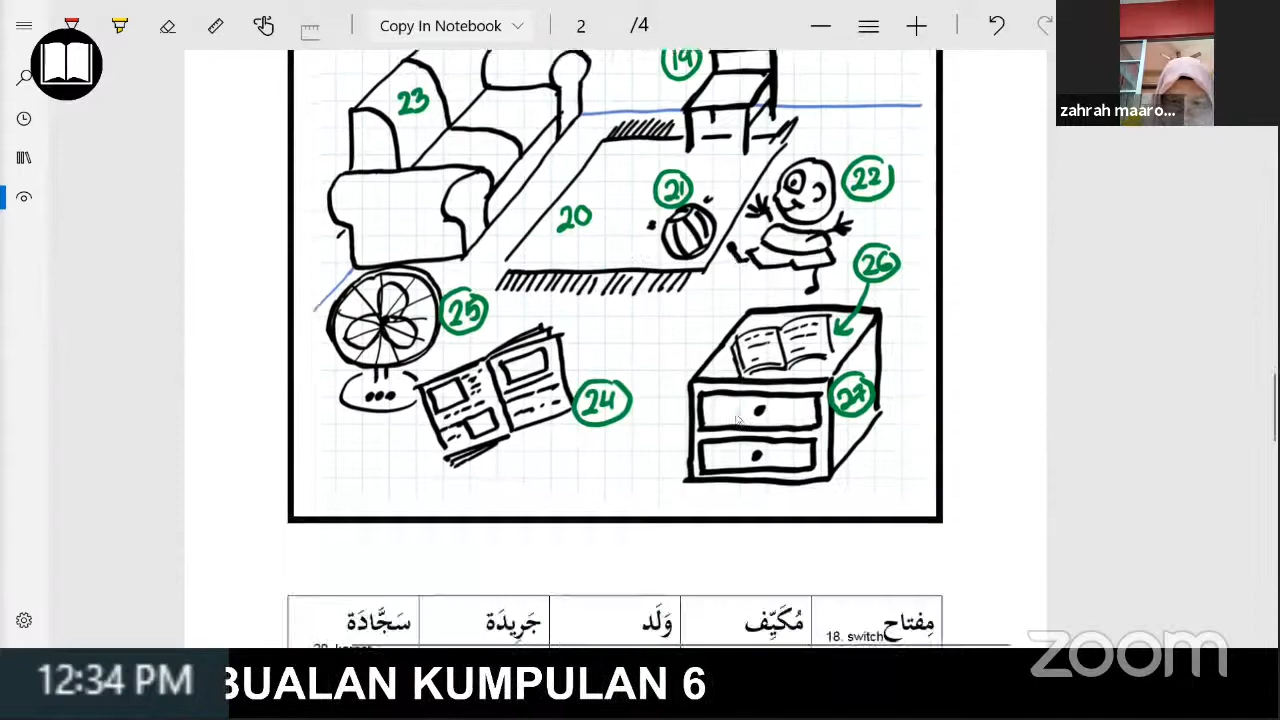 Copy In Notebook 2 /4
zahrah maaro...
19
23
22
21
20
26
25
27
24
مِفتاح مُكَيِّف وَلَد جَرِيدَة سَجَّادَة
18. switch
zoom
12:34 PM BUALAN KUMPULAN 6